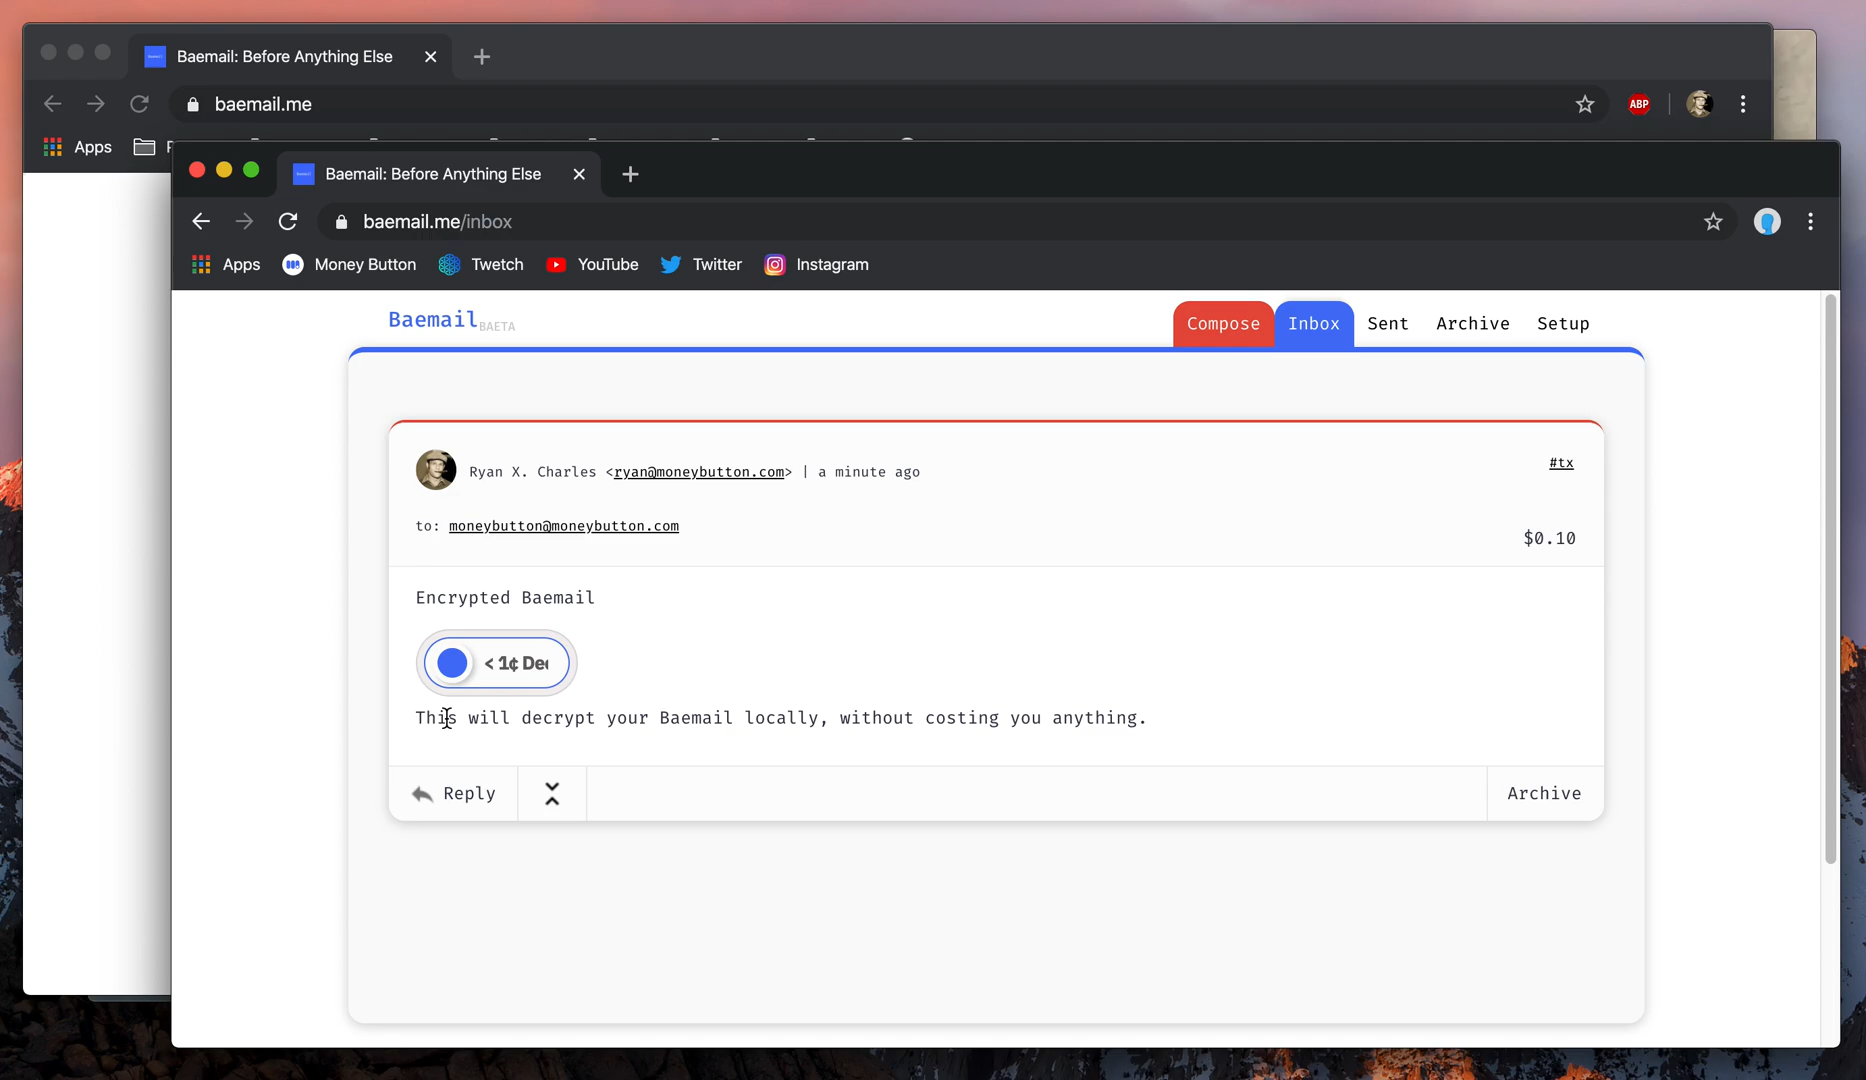 Baemail: Before Anything Else
baemail.me
ABP
Apps
Baemail: Before Anything Else
baemail.me/inbox
Apps
Money Button
Twetch
YouTube
Twitter
Instagram
Baemail BAETA
Compose
Inbox
Sent
Archive
Setup
Ryan X. Charles <ryan@moneybutton.com> | a minute ago
#tx
to: moneybutton@moneybutton.com
$0.10
Encrypted Baemail
< 1¢ Dec
This will decrypt your Baemail locally, without costing you anything.
Reply
Archive